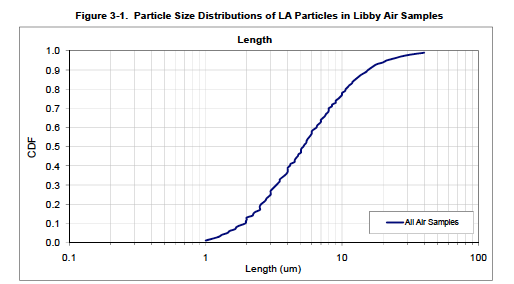 Figure 3-1. Particle Size Distributions of LA Particles in Libby Air Samples
Length
1.0
0.9
0.8
0.7
0.6
0.5
0.4
0.3
0.2
0.1
0.0
CDF
All Air Samples
0.1 1 10 100
Length (um)